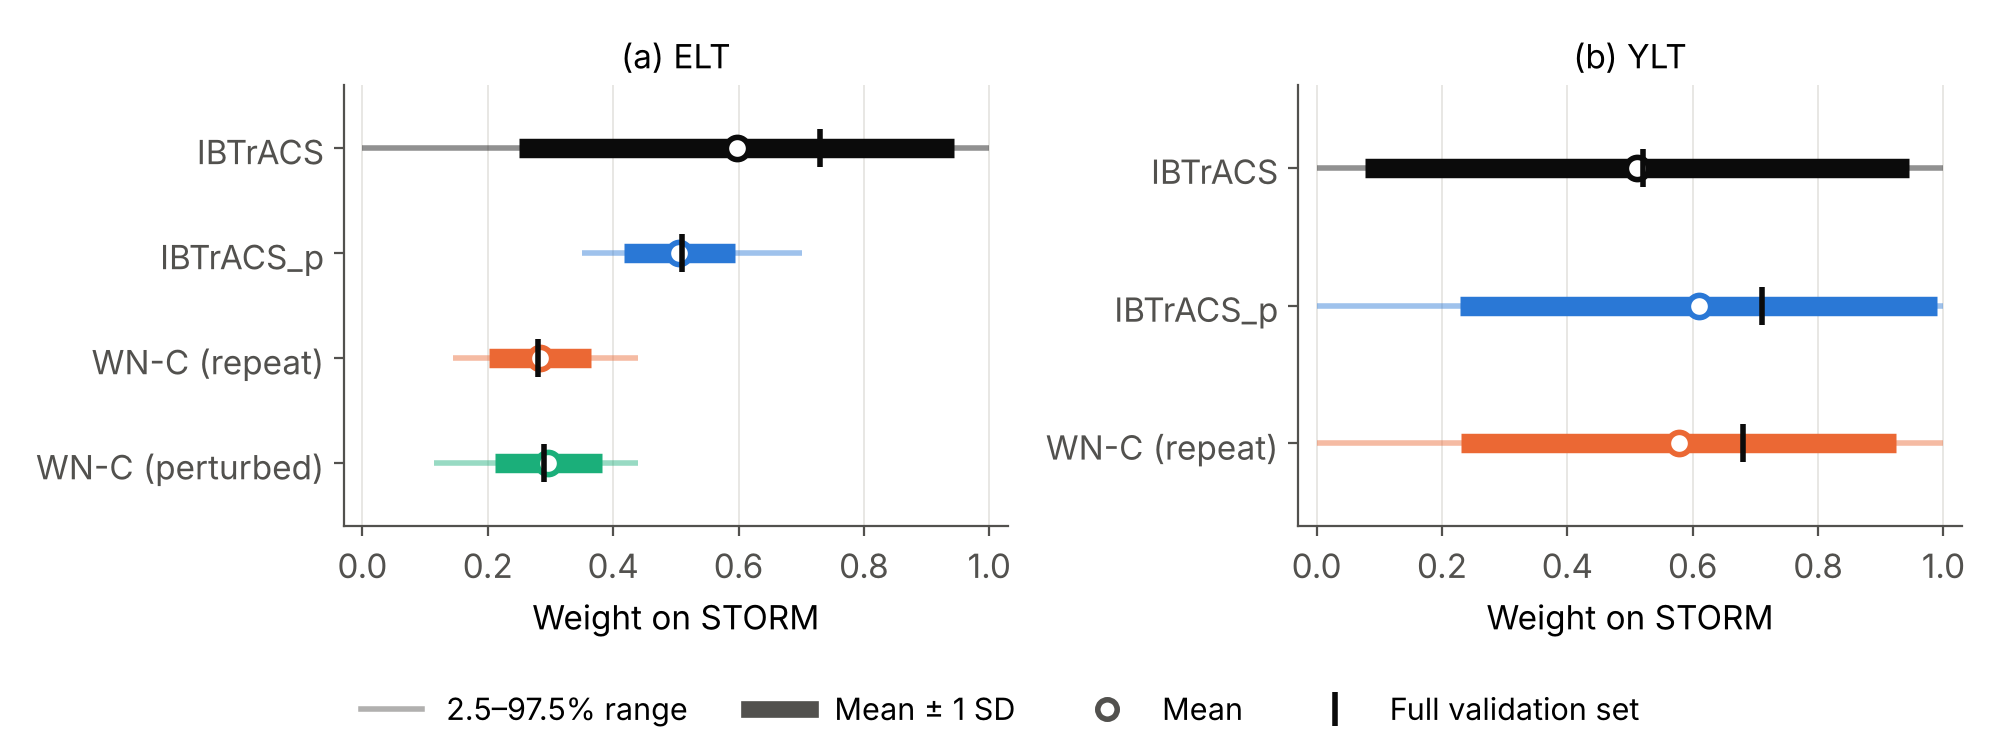 (a) ELT
IBTrACS
IBTrACS_p
WN-C (repeat)
WN-C (perturbed)
0.0 0.2 0.4 0.6 0.8 1.0
Weight on STORM
(b) YLT
IBTrACS
IBTrACS_p
WN-C (repeat)
0.0 0.2 0.4 0.6 0.8 1.0
Weight on STORM
2.5–97.5% range Mean ± 1 SD Mean Full validation set